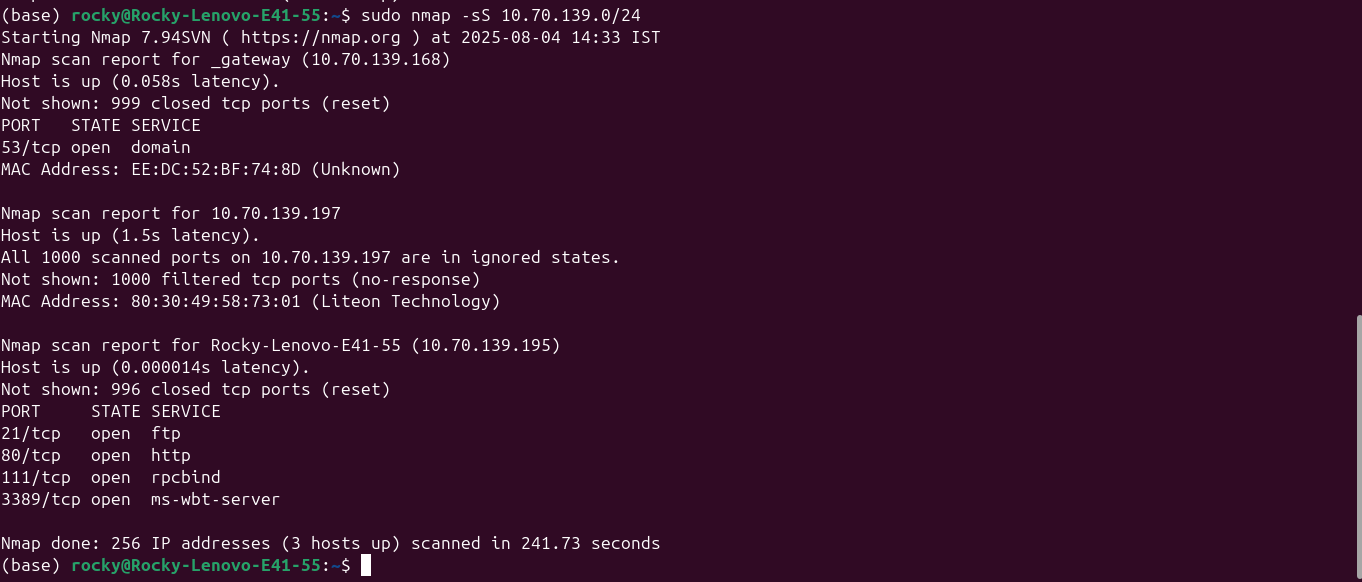 (base) rocky@Rocky-Lenovo-E41-55:~$ sudo nmap -sS 10.70.139.0/24
Starting Nmap 7.94SVN ( https://nmap.org ) at 2025-08-04 14:33 IST
Nmap scan report for _gateway (10.70.139.168)
Host is up (0.058s latency).
Not shown: 999 closed tcp ports (reset)
PORT   STATE SERVICE
53/tcp open  domain
MAC Address: EE:DC:52:BF:74:8D (Unknown)

Nmap scan report for 10.70.139.197
Host is up (1.5s latency).
All 1000 scanned ports on 10.70.139.197 are in ignored states.
Not shown: 1000 filtered tcp ports (no-response)
MAC Address: 80:30:49:58:73:01 (Liteon Technology)

Nmap scan report for Rocky-Lenovo-E41-55 (10.70.139.195)
Host is up (0.000014s latency).
Not shown: 996 closed tcp ports (reset)
PORT     STATE SERVICE
21/tcp   open  ftp
80/tcp   open  http
111/tcp  open  rpcbind
3389/tcp open  ms-wbt-server

Nmap done: 256 IP addresses (3 hosts up) scanned in 241.73 seconds
(base) rocky@Rocky-Lenovo-E41-55:~$